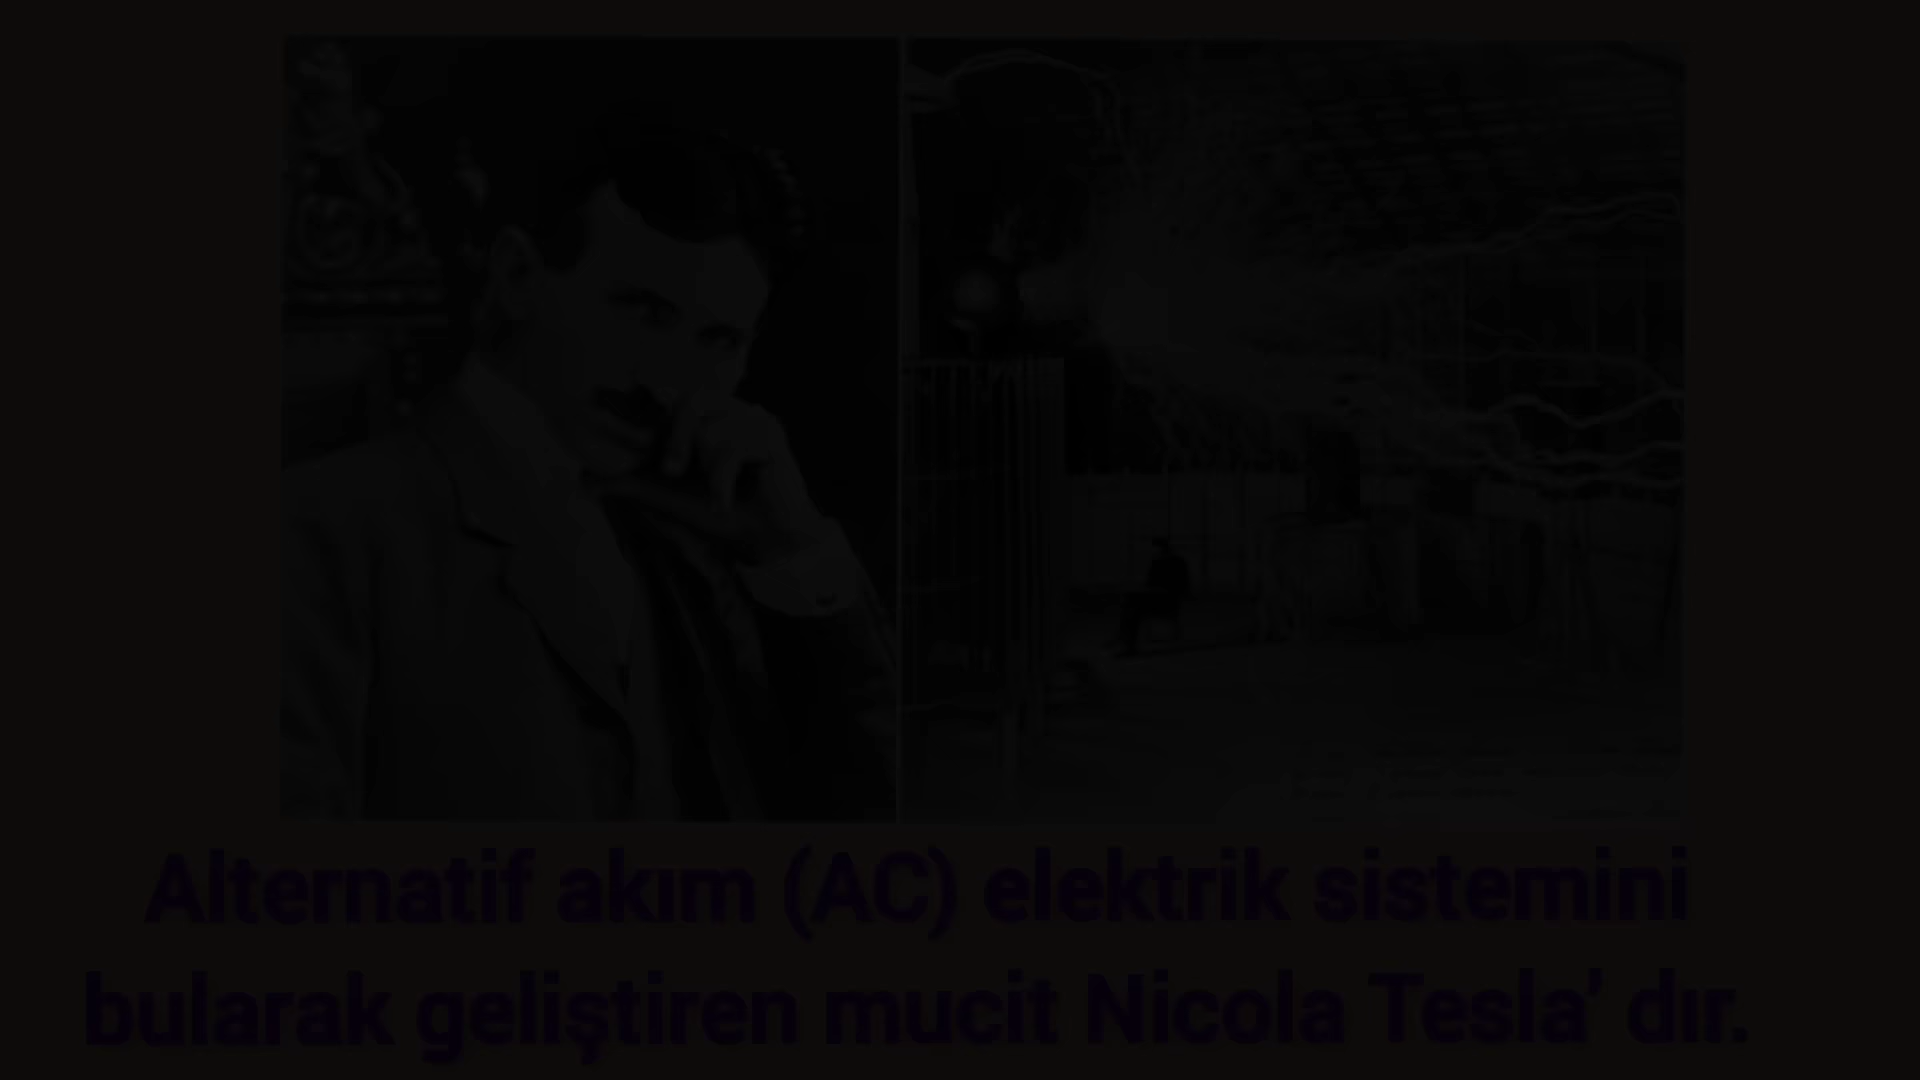 Alternatif akım (AC) elektrik sistemini
bularak geliştiren mucit Nicola Tesla' dır.